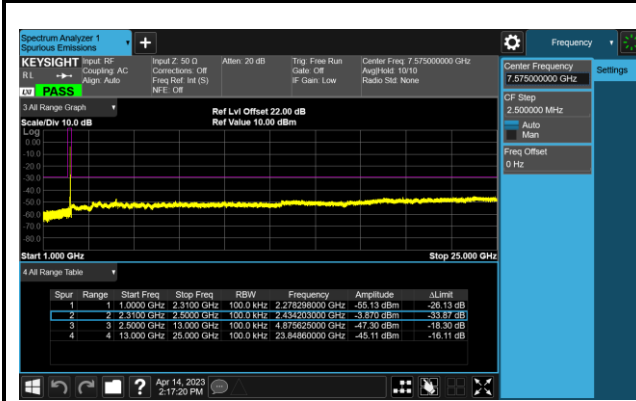 Spectrum Analyzer 1
Spurious Emissions
Frequency
KEYSIGHT Input: RF Input Z: 50 Ω Atten: 20 dB Trig: Free Run Center Freq: 7.575000000 GHz
RL Coupling: AC Corrections: Off Gate: Off Avg|Hold: 10/10
Align: Auto Freq Ref: Int (S) IF Gain: Low Radio Std: None
LXI PASS NFE: Off
Center Frequency
7.575000000 GHz
Settings
CF Step
2.500000 MHz
Auto
Man
Freq Offset
0 Hz
3 All Range Graph
Ref Lvl Offset 22.00 dB
Scale/Div 10.0 dB Ref Value 10.00 dBm
Log
0.00
-10.0
-20.0
-30.0
-40.0
-50.0
-60.0
-70.0
-80.0
Start 1.000 GHz Stop 25.000 GHz
4 All Range Table
Spur Range Start Freq Stop Freq RBW Frequency Amplitude ΔLimit
1 1 1.0000 GHz 2.3100 GHz 100.0 kHz 2.278298000 GHz -55.13 dBm -26.13 dB
2 2 2.3100 GHz 2.5000 GHz 100.0 kHz 2.434203000 GHz -3.870 dBm -33.87 dB
3 3 2.5000 GHz 13.000 GHz 100.0 kHz 4.875625000 GHz -47.30 dBm -18.30 dB
4 4 13.000 GHz 25.000 GHz 100.0 kHz 23.84860000 GHz -45.11 dBm -16.11 dB
Apr 14, 2023
2:17:20 PM